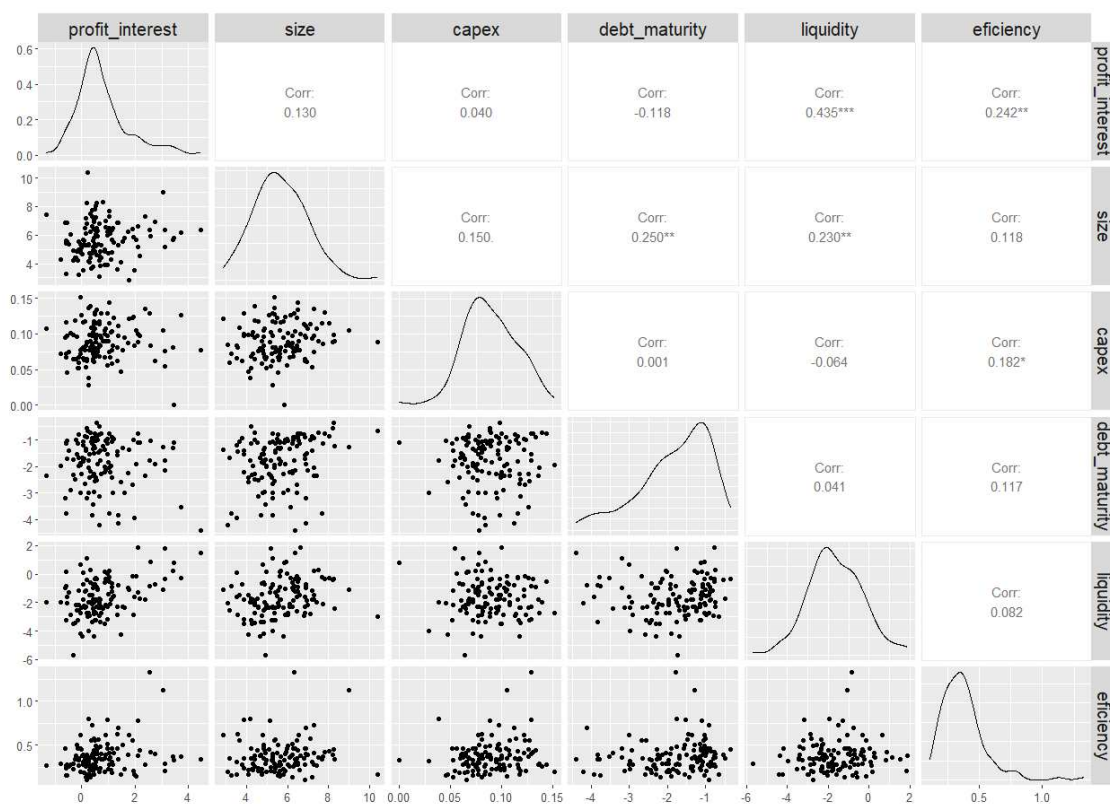 profit_interest size capex debt_maturity liquidity eficiency
0.6
0.4
0.2
0.0
Corr:
0.130
Corr:
0.040
Corr:
-0.118
Corr:
0.435***
Corr:
0.242**
profit_interest
10
8
6
4
Corr:
0.150.
Corr:
0.250**
Corr:
0.230**
Corr:
0.118
size
0.15
0.10
0.05
0.00
Corr:
0.001
Corr:
-0.064
Corr:
0.182*
capex
-1
-2
-3
-4
Corr:
0.041
Corr:
0.117
debt_maturity
2
0
-2
-4
-6
Corr:
0.082
liquidity
1.0
0.5
eficiency
0 2 4
4 6 8 10
0.00 0.05 0.10 0.15
-4 -3 -2 -1
-6 -4 -2 0 2
0.5 1.0